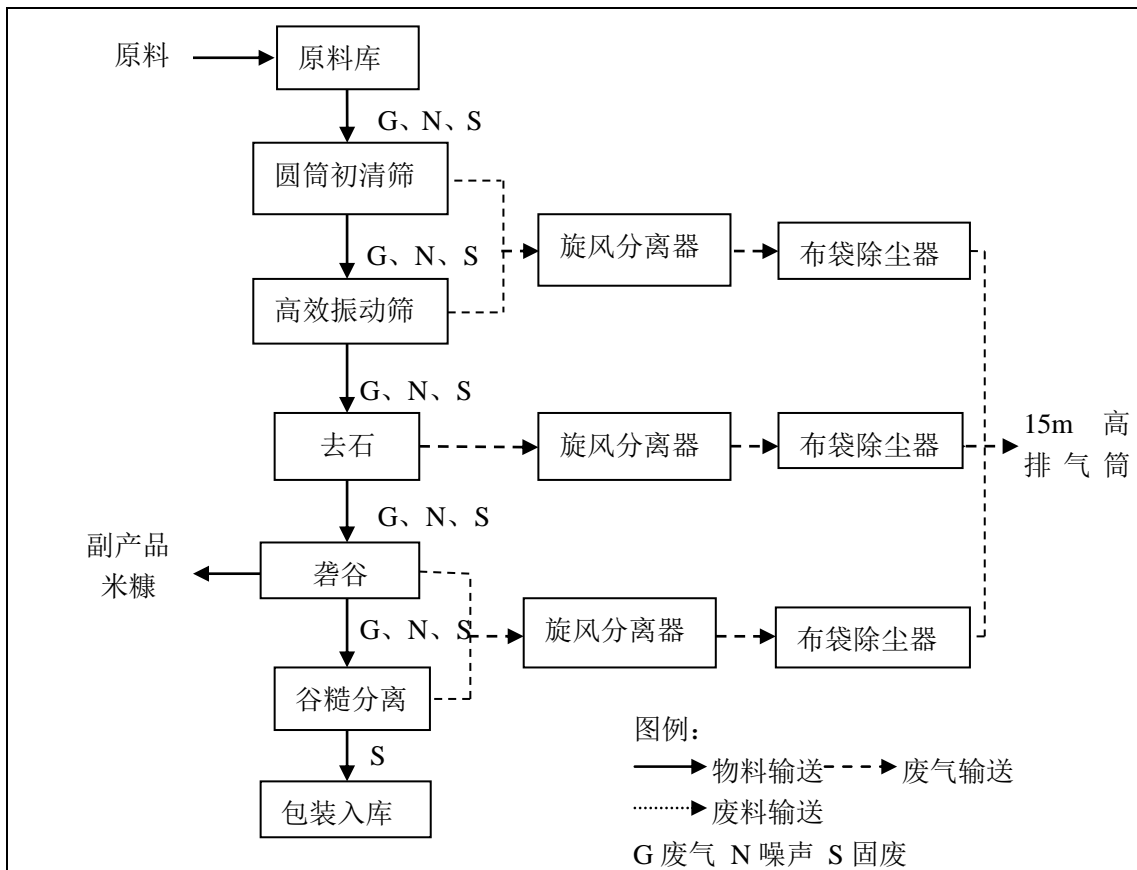 原料
原料库
G、N、S
圆筒初清筛
G、N、S
高效振动筛
旋风分离器
布袋除尘器
G、N、S
去石
旋风分离器
布袋除尘器
15m 高
排气筒
G、N、S
副产品
米糠
砻谷
G、N、S
旋风分离器
布袋除尘器
谷糙分离
S
包装入库
图例：
物料输送
废气输送
废料输送
G 废气 N 噪声 S 固废